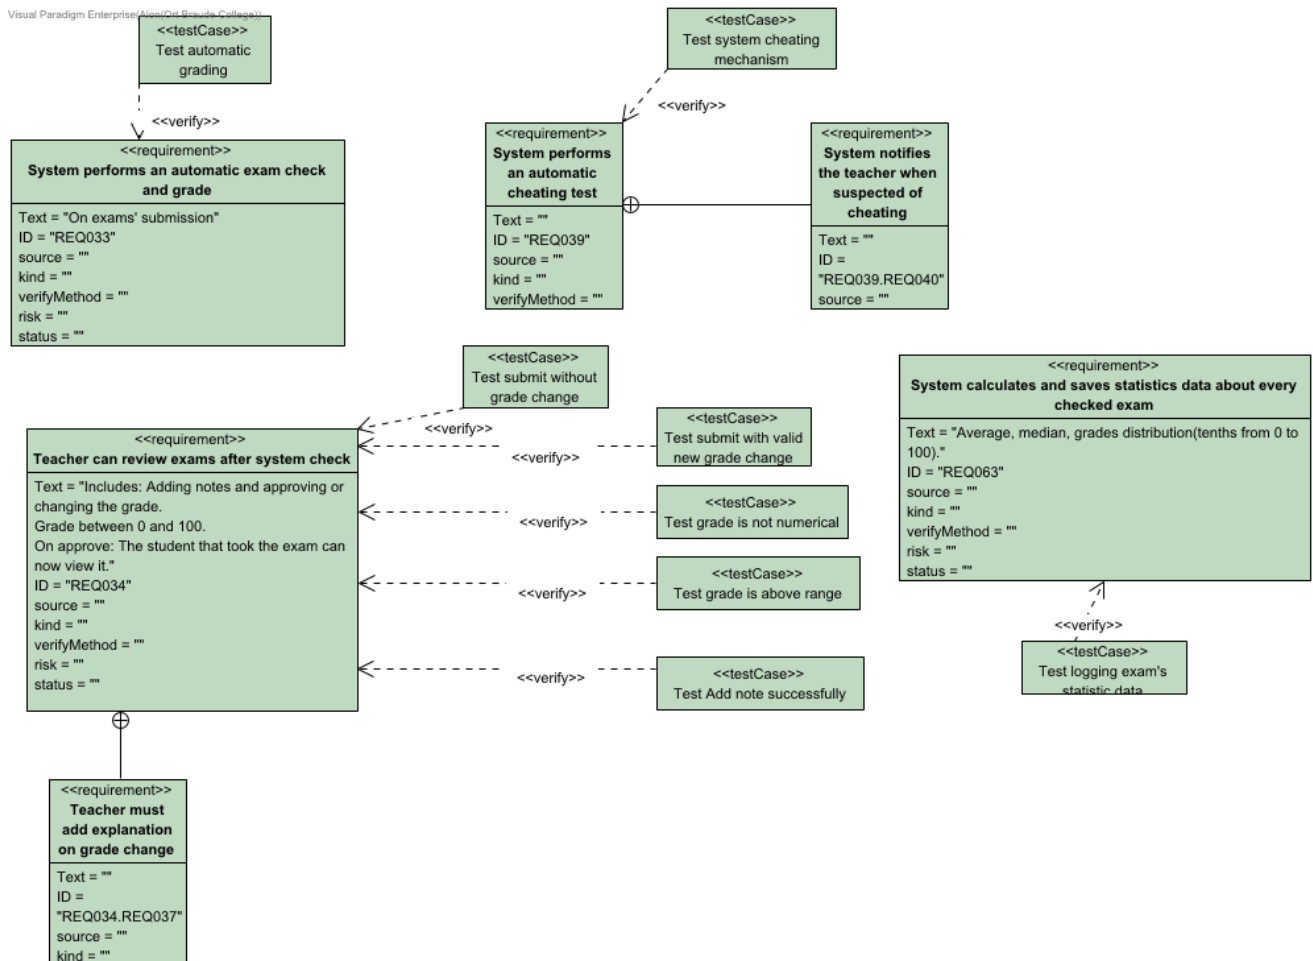 Visual Paradigm Enterprise(Alon(Ort Braude College))
<<testCase>>
Test automatic
grading
<<verify>>
<<requirement>>
System performs an automatic exam check
and grade
Text = "On exams' submission"
ID = "REQ033"
source = ""
kind = ""
verifyMethod = ""
risk = ""
status = ""
<<testCase>>
Test system cheating
mechanism
<<verify>>
<<requirement>>
System performs
an automatic
cheating test
Text = ""
ID = "REQ039"
source = ""
kind = ""
verifyMethod = ""
<<requirement>>
System notifies
the teacher when
suspected of
cheating
Text = ""
ID =
"REQ039.REQ040"
source = ""
<<testCase>>
Test submit without
grade change
<<verify>>
<<testCase>>
Test submit with valid
new grade change
<<verify>>
<<testCase>>
Test grade is not numerical
<<verify>>
<<testCase>>
Test grade is above range
<<verify>>
<<testCase>>
Test Add note successfully
<<verify>>
<<requirement>>
Teacher can review exams after system check
Text = "Includes: Adding notes and approving or
changing the grade.
Grade between 0 and 100.
On approve: The student that took the exam can
now view it."
ID = "REQ034"
source = ""
kind = ""
verifyMethod = ""
risk = ""
status = ""
<<requirement>>
System calculates and saves statistics data about every
checked exam
Text = "Average, median, grades distribution(tenths from 0 to
100)."
ID = "REQ063"
source = ""
kind = ""
verifyMethod = ""
risk = ""
status = ""
<<verify>>
<<testCase>>
Test logging exam's
statistic data
<<requirement>>
Teacher must
add explanation
on grade change
Text = ""
ID =
"REQ034.REQ037"
source = ""
kind = ""